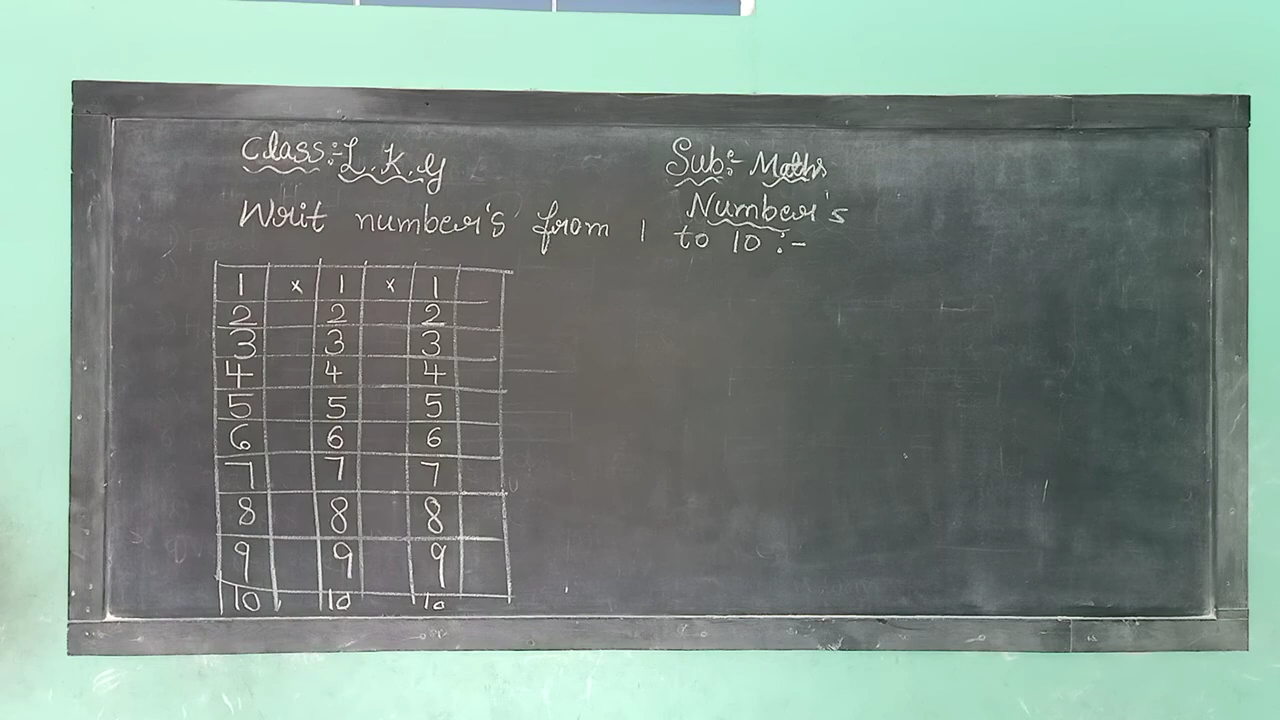 Class:- L.K.G
Sub:- Maths
Number's
Writ number's from 1 to 10 :-
1 x 1 x 1
2 2 2
3 3 3
4 4 4
5 5 5
6 6 6
7 7 7
8 8 8
9 9 9
10 10 10